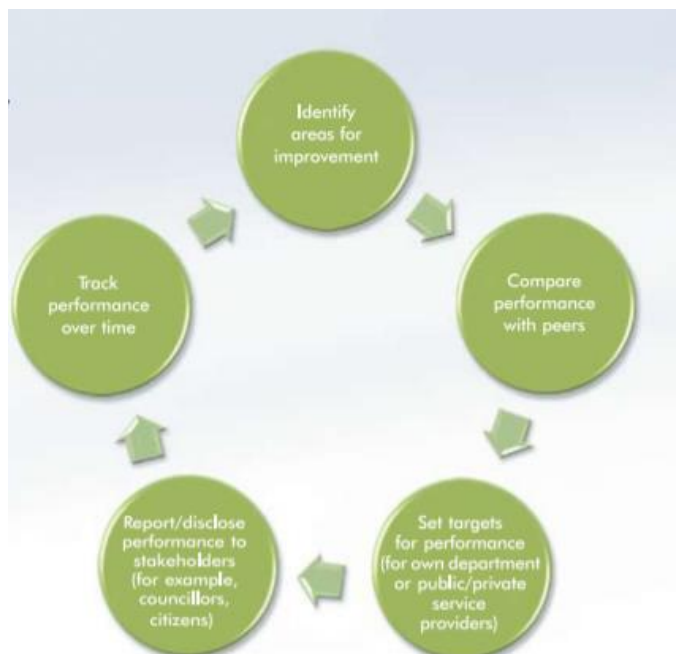 Identify
areas for
improvement
Compare
performance
with peers
Set targets
for performance
(for own department
or public/private
service
providers)
Report/disclose
performance to
stakeholders
(for example,
councillors,
citizens)
Track
performance
over time